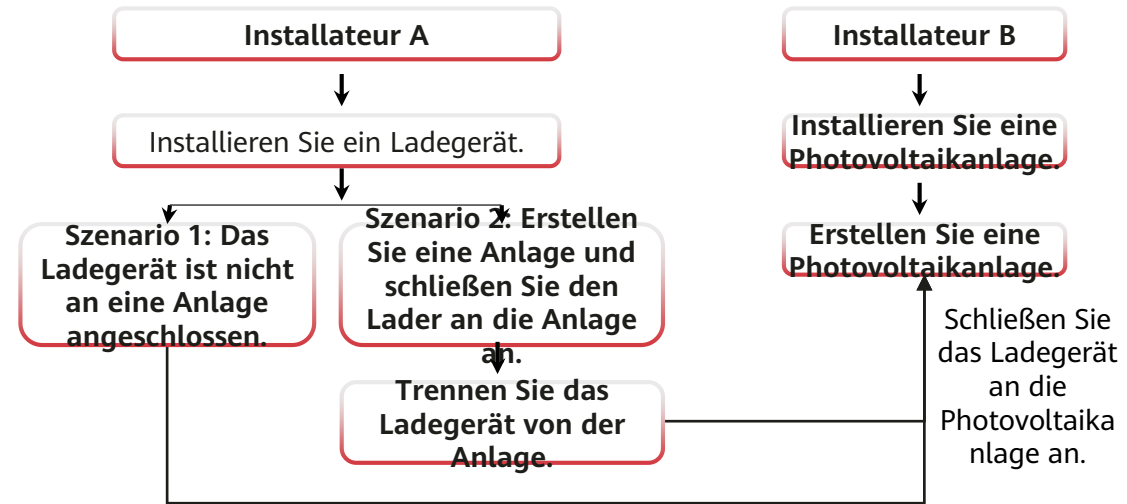 Installateur A
Installateur B
Installieren Sie ein Ladegerät.
Installieren Sie eine
Photovoltaikanlage.
Szenario 1: Das
Ladegerät ist nicht
an eine Anlage
angeschlossen.
Szenario 2: Erstellen
Sie eine Anlage und
schließen Sie den
Lader an die Anlage
an.
Erstellen Sie eine
Photovoltaikanlage.
Trennen Sie das
Ladegerät von der
Anlage.
Schließen Sie
das Ladegerät
an die
Photovoltaika
nlage an.